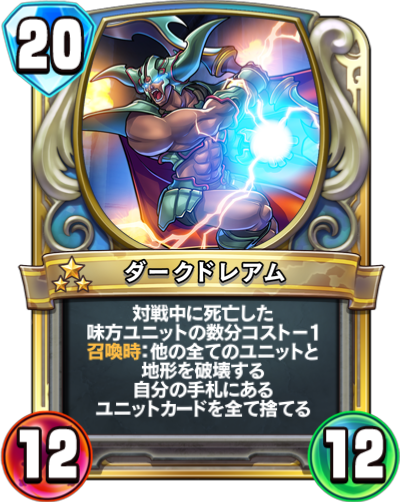 20
ダークドレアム
対戦中に死亡した
味方ユニットの数分コストー1
召喚時：他の全てのユニットと
地形を破壊する
自分の手札にある
ユニットカードを全て捨てる
12
12